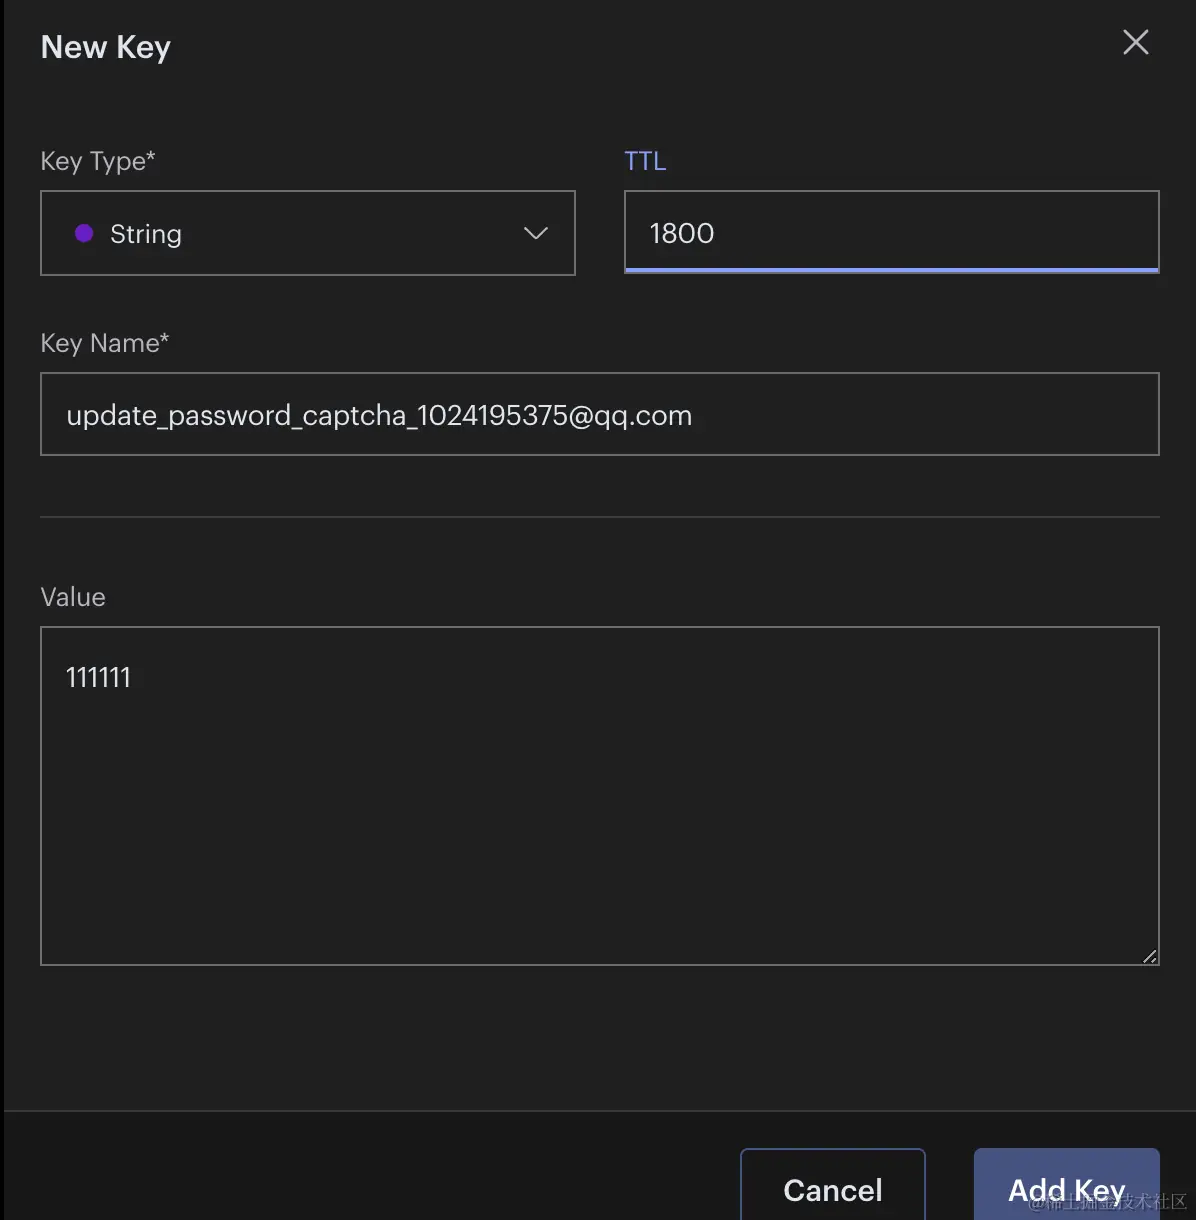 New Key
Key Type*
TTL
String
1800
Key Name*
update_password_captcha_1024195375@qq.com
Value
111111
Cancel
Add Key
@稀土掘金技术社区